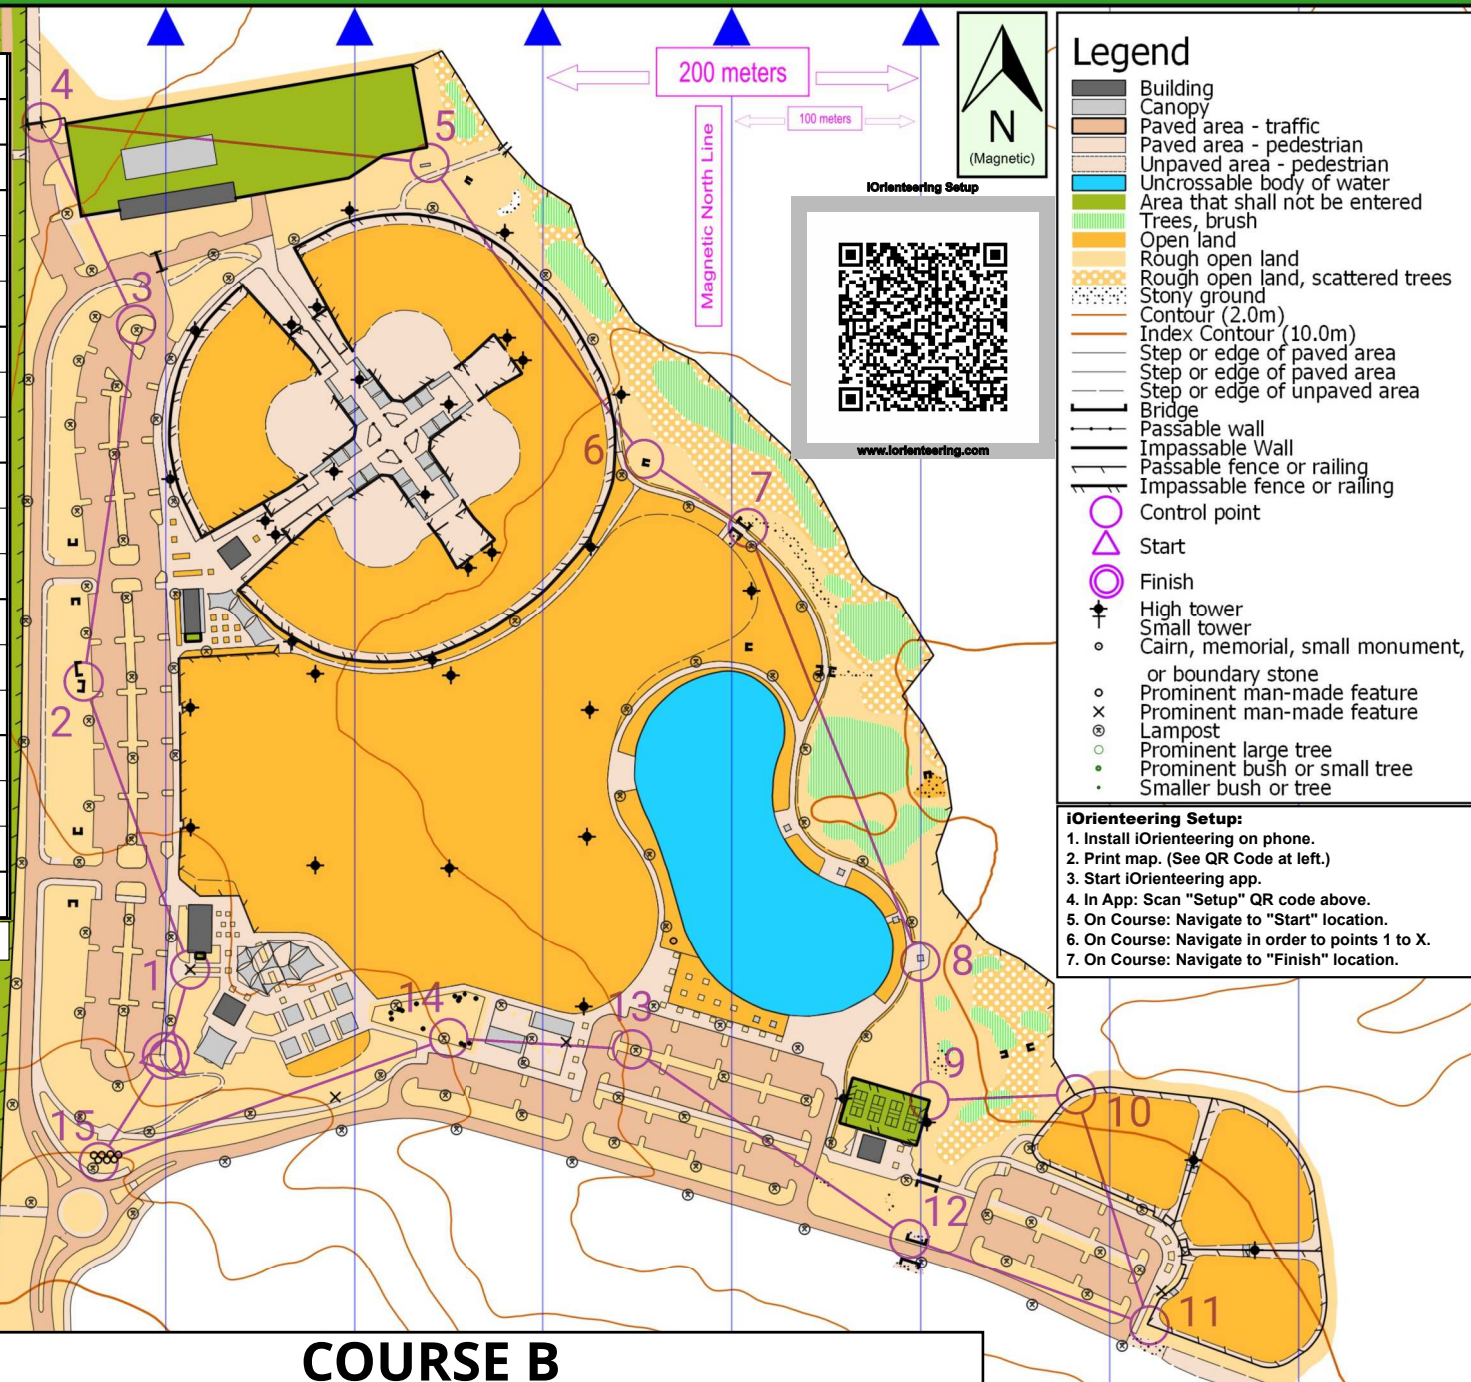 200 meters
100 meters
Magnetic North Line
N
(Magnetic)
iOrienteering Setup
www.iorienteering.com
Legend
Building
Canopy
Paved area - traffic
Paved area - pedestrian
Unpaved area - pedestrian
Uncrossable body of water
Area that shall not be entered
Trees, brush
Open land
Rough open land
Rough open land, scattered trees
Stony ground
Contour (2.0m)
Index Contour (10.0m)
Step or edge of paved area
Step or edge of paved area
Step or edge of unpaved area
Bridge
Passable wall
Impassable Wall
Passable fence or railing
Impassable fence or railing
Control point
Start
Finish
High tower
Small tower
Cairn, memorial, small monument,
or boundary stone
Prominent man-made feature
Prominent man-made feature
Lampost
Prominent large tree
Prominent bush or small tree
Smaller bush or tree
iOrienteering Setup:
1. Install iOrienteering on phone.
2. Print map. (See QR Code at left.)
3. Start iOrienteering app.
4. In App: Scan "Setup" QR code above.
5. On Course: Navigate to "Start" location.
6. On Course: Navigate in order to points 1 to X.
7. On Course: Navigate to "Finish" location.
4
5
3
6
7
2
1
8
14
13
9
15
10
12
11
COURSE B